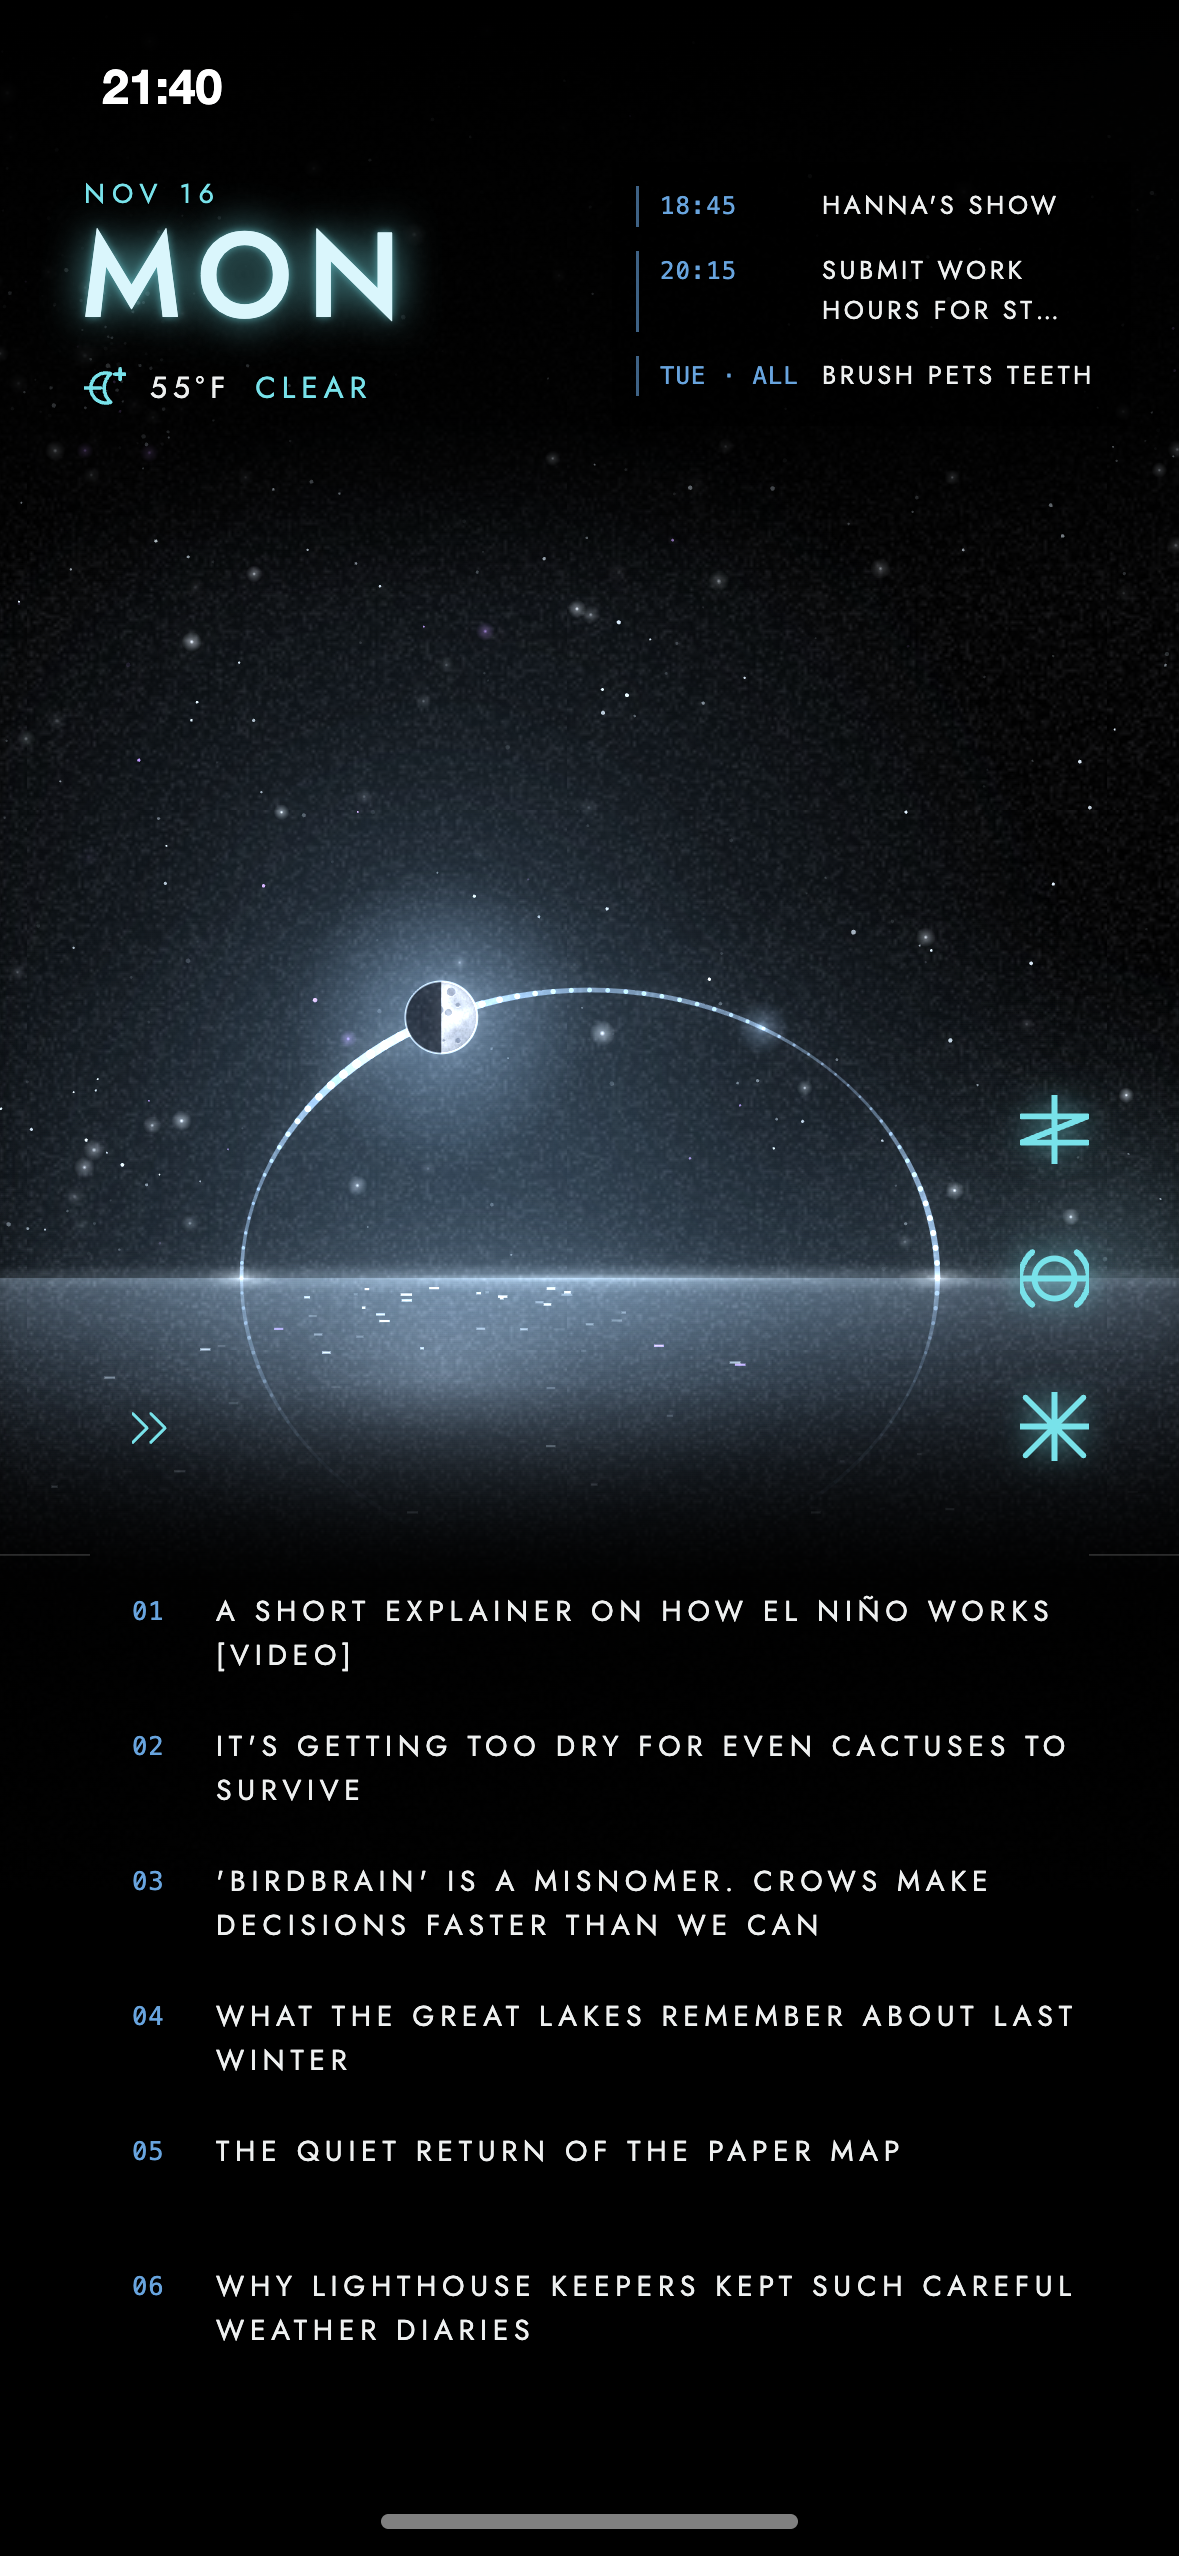 21:40
NOV 16
MON
55°F CLEAR
18:45 HANNA'S SHOW
20:15 SUBMIT WORK
HOURS FOR ST...
TUE · ALL BRUSH PETS TEETH
01 A SHORT EXPLAINER ON HOW EL NIÑO WORKS
[VIDEO]
02 IT'S GETTING TOO DRY FOR EVEN CACTUSES TO
SURVIVE
03 'BIRDBRAIN' IS A MISNOMER. CROWS MAKE
DECISIONS FASTER THAN WE CAN
04 WHAT THE GREAT LAKES REMEMBER ABOUT LAST
WINTER
05 THE QUIET RETURN OF THE PAPER MAP
06 WHY LIGHTHOUSE KEEPERS KEPT SUCH CAREFUL
WEATHER DIARIES